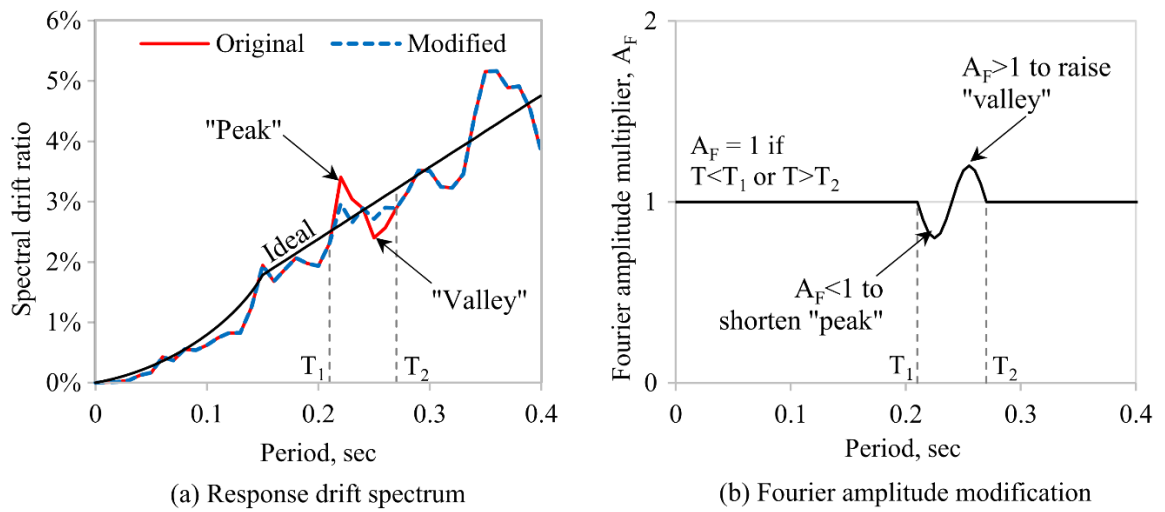 6%
5%
4%
3%
2%
1%
0%
Spectral drift ratio
Original
Modified
"Peak"
Ideal
"Valley"
T1
T2
0
0.1
0.2
0.3
0.4
Period, sec
(a) Response drift spectrum
2
1
0
Fourier amplitude multiplier, AF
AF>1 to raise
"valley"
AF = 1 if
T<T1 or T>T2
AF<1 to
shorten "peak"
T1
T2
0
0.1
0.2
0.3
0.4
Period, sec
(b) Fourier amplitude modification